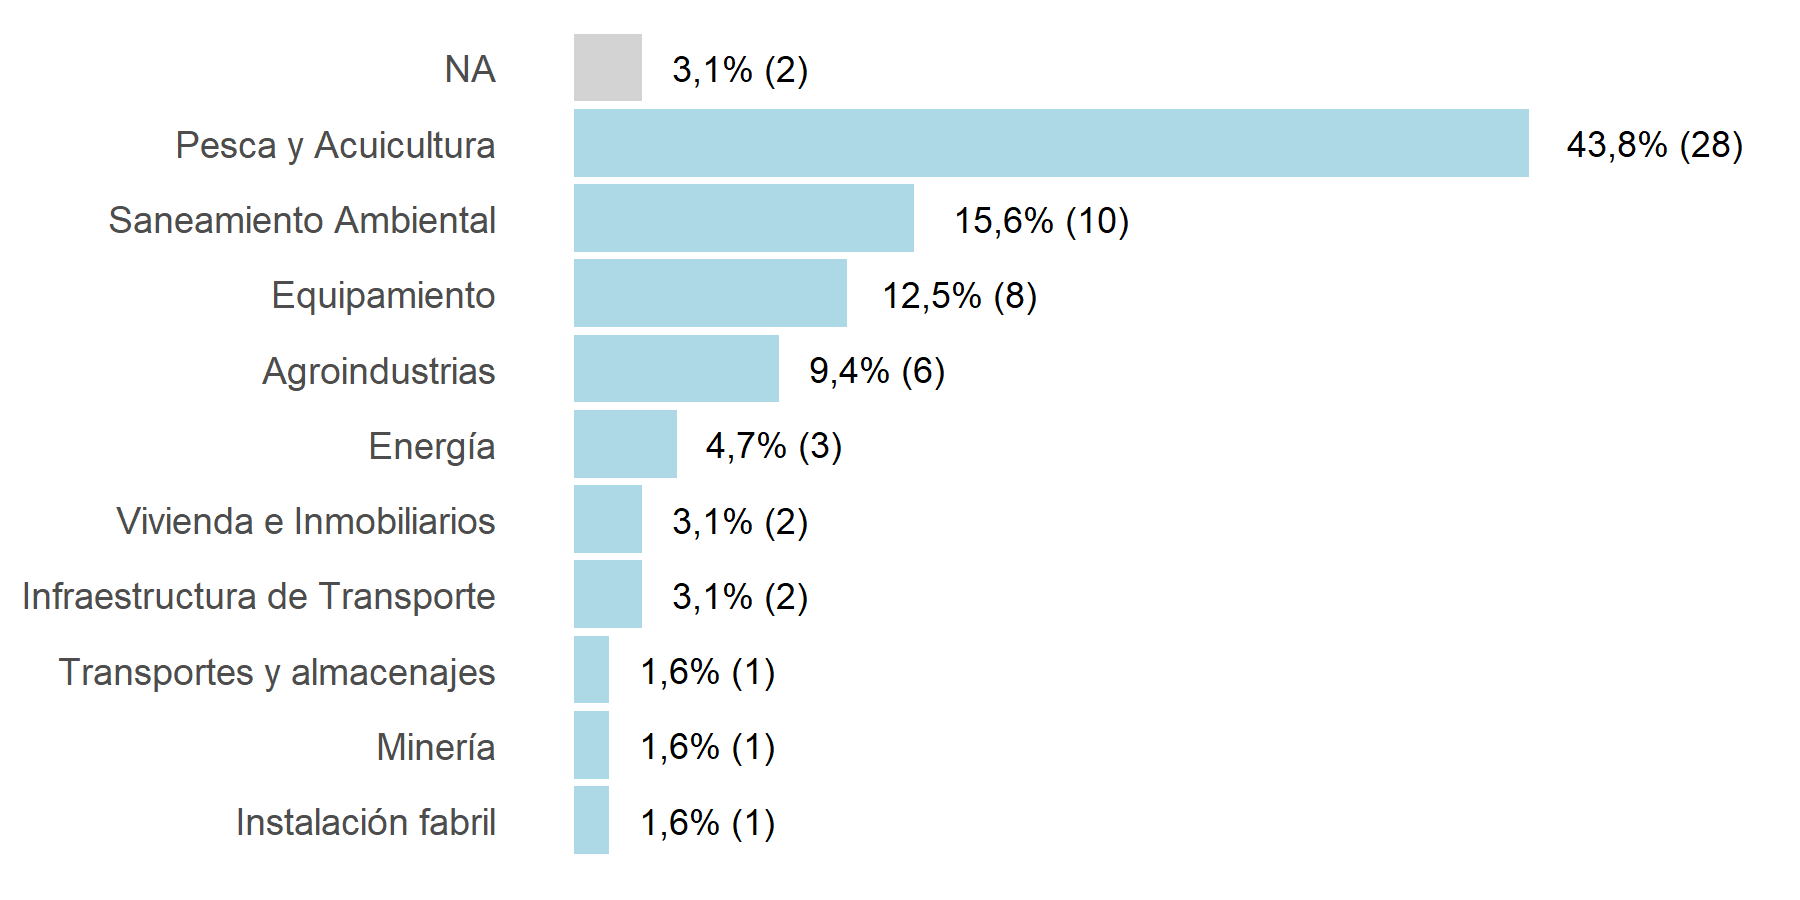 NA 3,1% (2)
Pesca y Acuicultura 43,8% (28)
Saneamiento Ambiental 15,6% (10)
Equipamiento 12,5% (8)
Agroindustrias 9,4% (6)
Energía 4,7% (3)
Vivienda e Inmobiliarios 3,1% (2)
Infraestructura de Transporte 3,1% (2)
Transportes y almacenajes 1,6% (1)
Minería 1,6% (1)
Instalación fabril 1,6% (1)